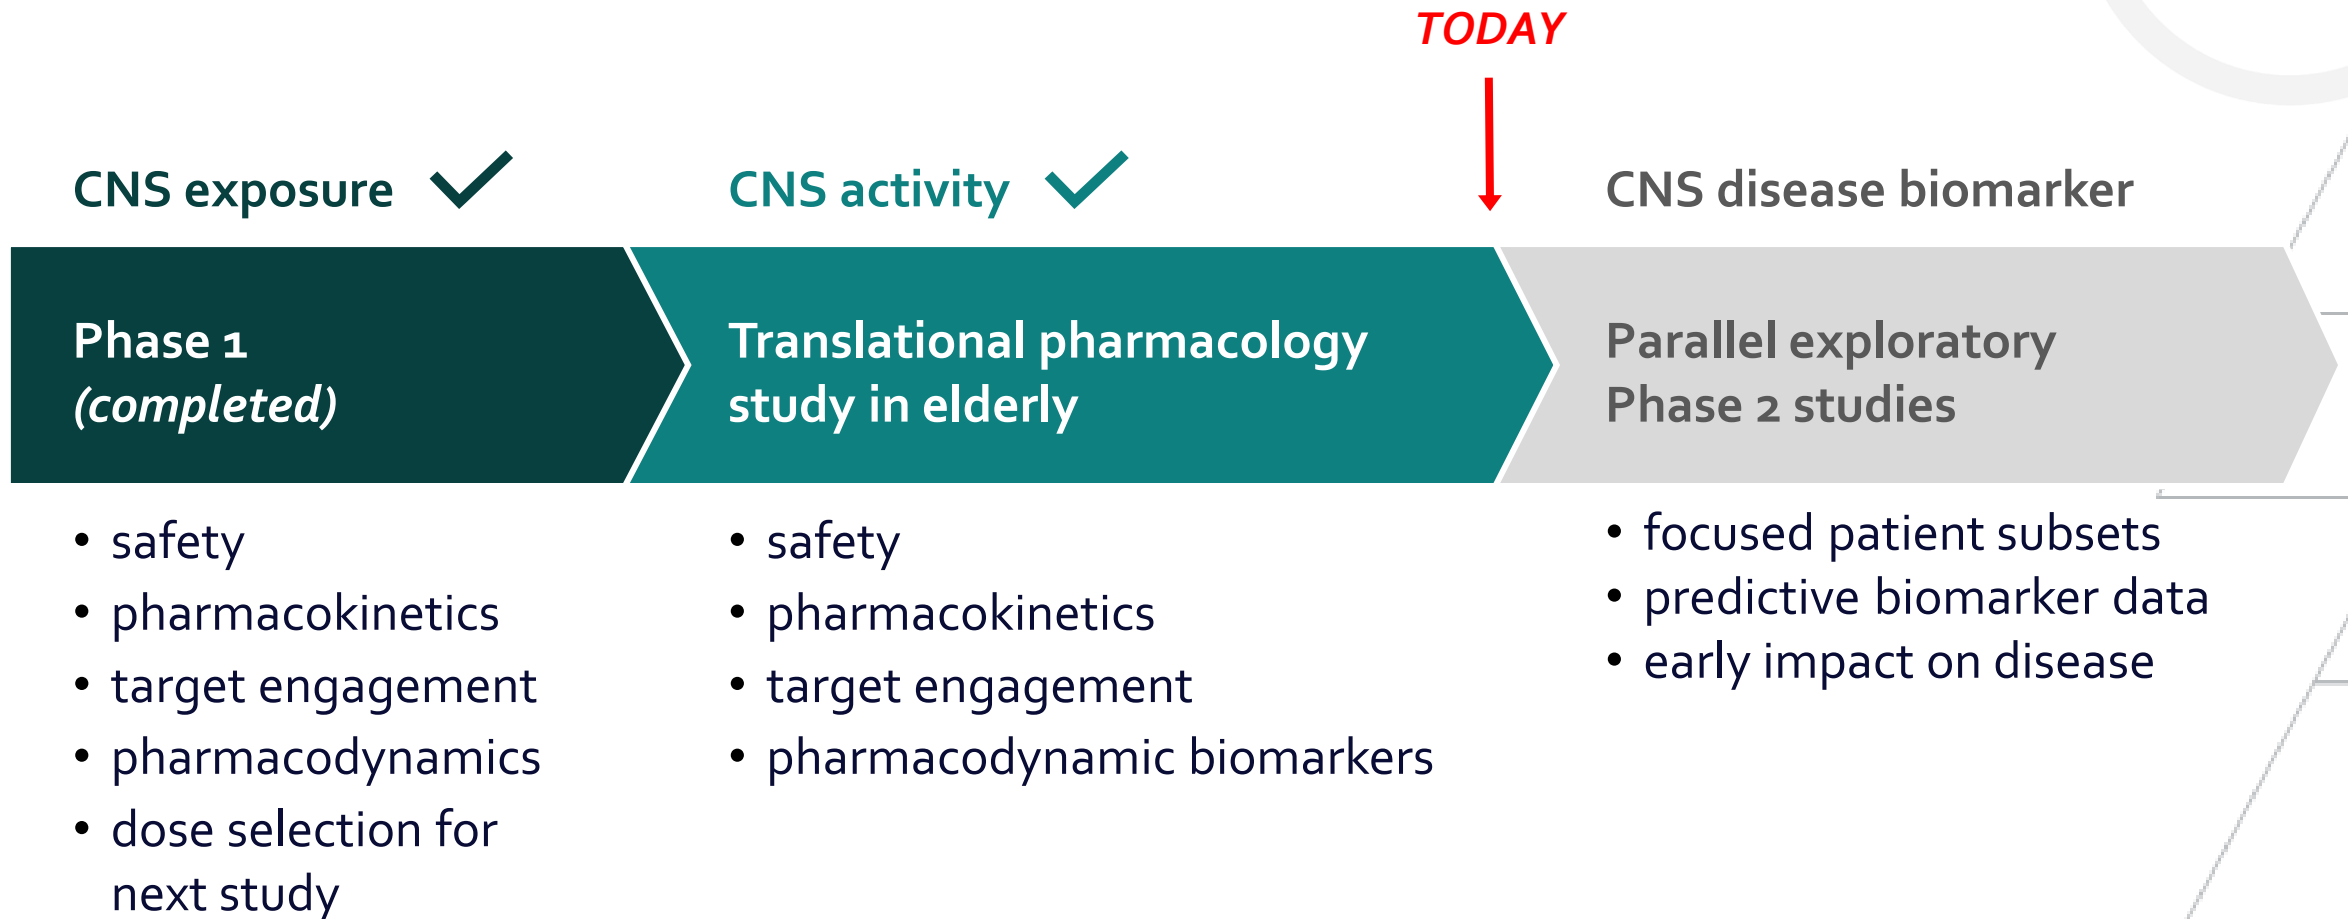 TODAY
CNS exposure
CNS activity
CNS disease biomarker
Phase 1
(completed)
Translational pharmacology
study in elderly
Parallel exploratory
Phase 2 studies
• safety
• pharmacokinetics
• target engagement
• pharmacodynamics
• dose selection for
next study
• safety
• pharmacokinetics
• target engagement
• pharmacodynamic biomarkers
• focused patient subsets
• predictive biomarker data
• early impact on disease